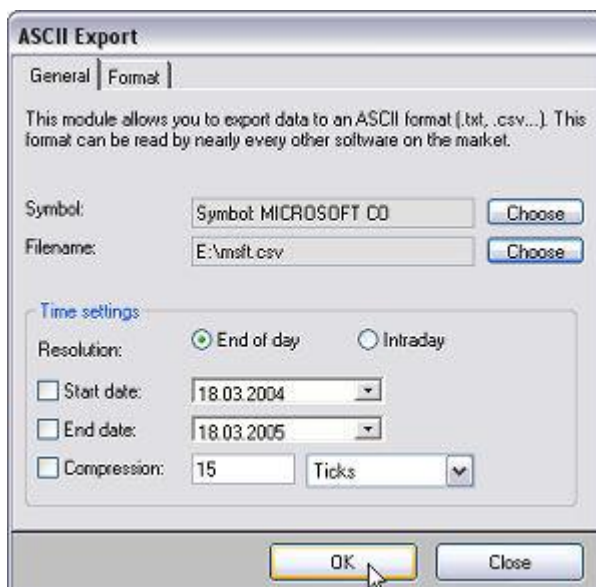 ASCII Export
General Format
This module allows you to export data to an ASCII format (.txt, .csv...). This
format can be read by nearly every other software on the market.
Symbol: Symbol: MICROSOFT CO Choose
Filename: E:\msft.csv Choose
Time settings
Resolution: End of day Intraday
Start date: 18.03.2004
End date: 18.03.2005
Compression: 15 Ticks
OK Close